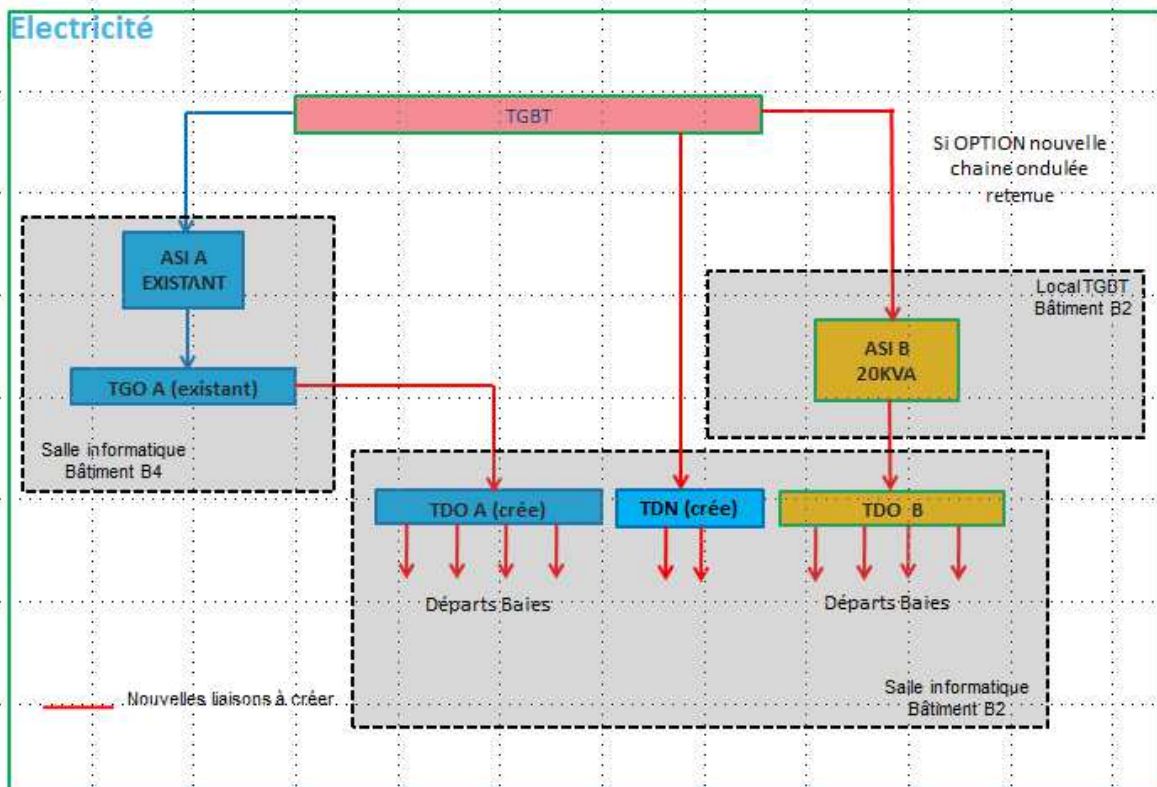 Electricité
TGBT
Si OPTION nouvelle
chaine ondulée
retenue
ASI A
EXISTANT
Local TGBT
Bâtiment B2
ASI B
20KVA
TGO A (existant)
Salle informatique
Bâtiment B4
TDO A (crée)
TDN (crée)
TDO B
Départs Baies
Départs Baies
Nouvelles liaisons à créer
Salle informatique
Bâtiment B2